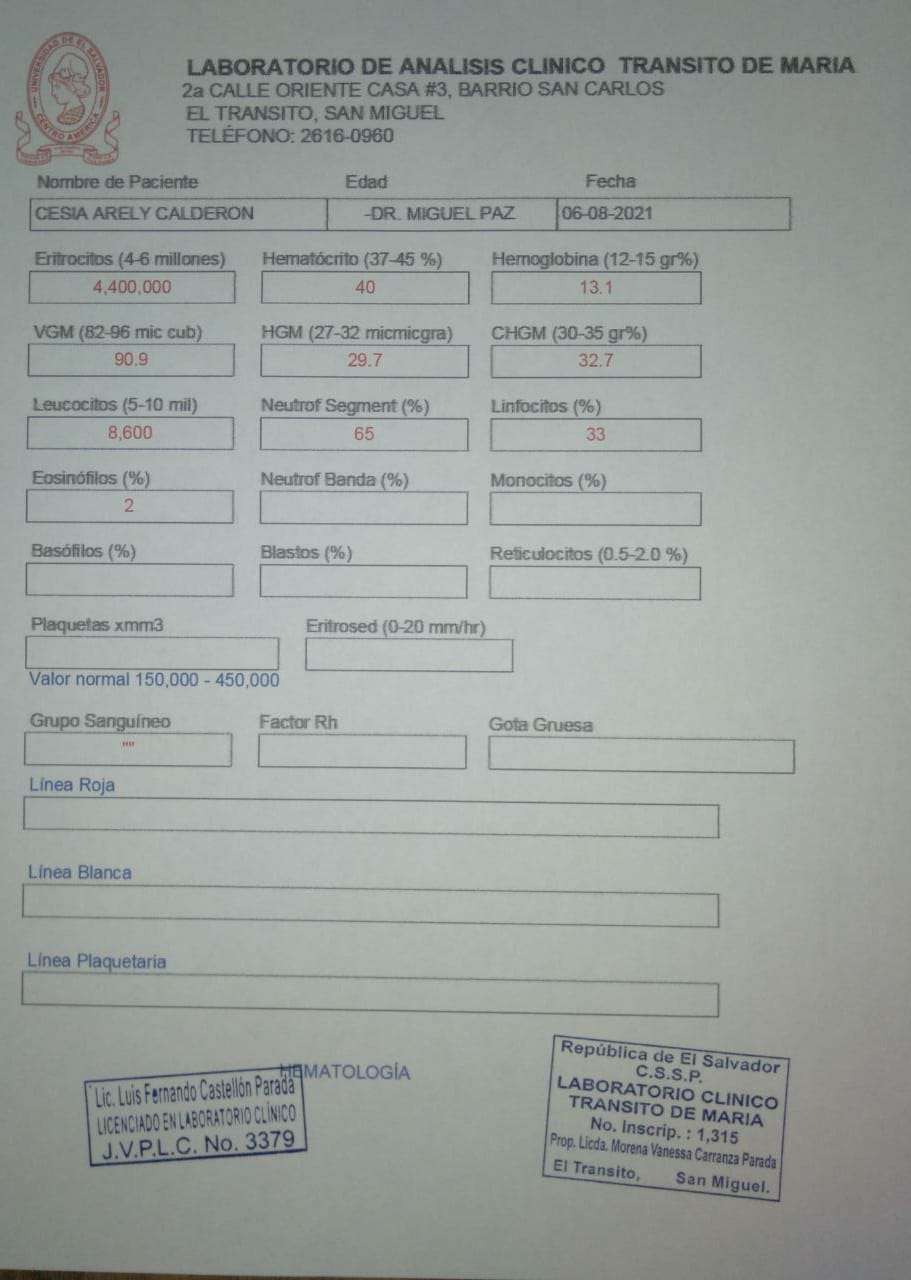 UNIVERSIDAD DE EL SALVADOR
CENTRO AMERICA
LABORATORIO DE ANALISIS CLINICO TRANSITO DE MARIA
2a CALLE ORIENTE CASA #3, BARRIO SAN CARLOS
EL TRANSITO, SAN MIGUEL
TELÉFONO: 2616-0960
Nombre de Paciente Edad Fecha
CESIA ARELY CALDERON -DR. MIGUEL PAZ 06-08-2021
Eritrocitos (4-6 millones) Hematócrito (37-45 %) Hemoglobina (12-15 gr%)
4,400,000 40 13.1
VGM (82-96 mic cub) HGM (27-32 micmicgra) CHGM (30-35 gr%)
90.9 29.7 32.7
Leucocitos (5-10 mil) Neutrof Segment (%) Linfocitos (%)
8,600 65 33
Eosinófilos (%) Neutrof Banda (%) Monocitos (%)
2
Basófilos (%) Blastos (%) Reticulocitos (0.5-2.0 %)
Plaquetas xmm3 Eritrosed (0-20 mm/hr)
Valor normal 150,000 - 450,000
Grupo Sanguíneo Factor Rh Gota Gruesa
""
Línea Roja
Línea Blanca
Línea Plaquetaria
HEMATOLOGÍA
Lic. Luis Fernando Castellón Parada
LICENCIADO EN LABORATORIO CLÍNICO
J.V.P.L.C. No. 3379
República de El Salvador
C.S.S.P.
LABORATORIO CLINICO
TRANSITO DE MARIA
No. Inscrip. : 1,315
Prop. Licda. Morena Vanessa Carranza Parada
El Transito, San Miguel.